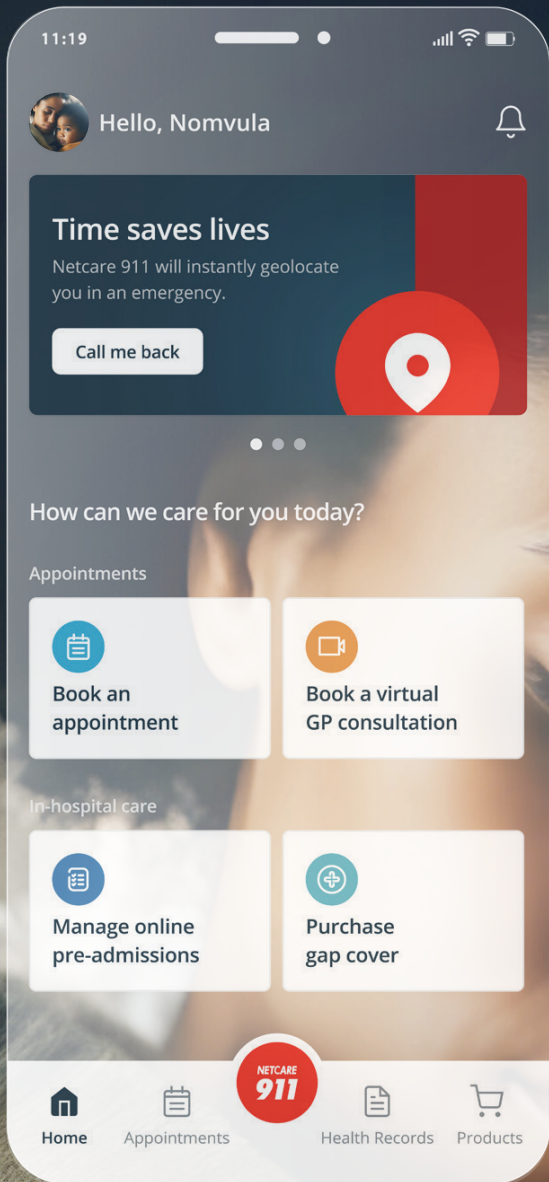 11:19
Hello, Nomvula
Time saves lives
Netcare 911 will instantly geolocate
you in an emergency.
Call me back
How can we care for you today?
Appointments
Book an
appointment
Book a virtual
GP consultation
In-hospital care
Manage online
pre-admissions
Purchase
gap cover
NETCARE
911
Home
Appointments
Health Records
Products